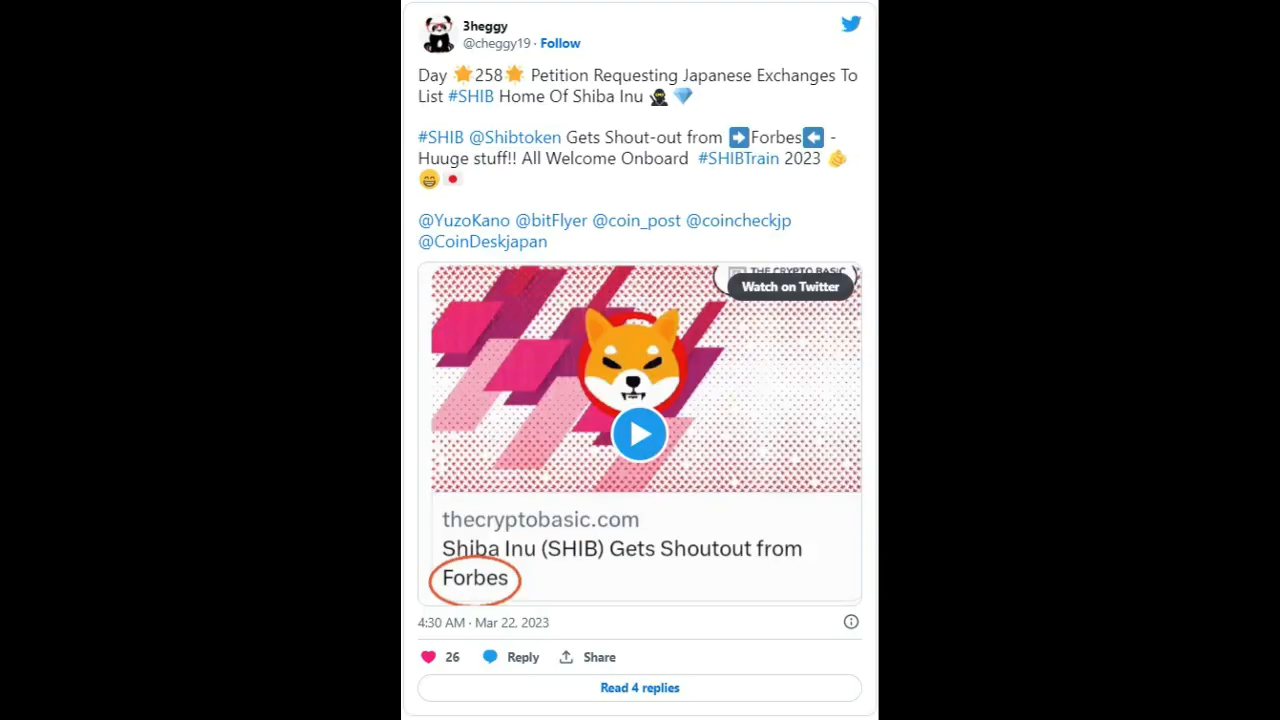 3heggy
@cheggy19 · Follow
Day 🌟258🌟 Petition Requesting Japanese Exchanges To
List #SHIB Home Of Shiba Inu 🥷 💎
#SHIB @Shibtoken Gets Shout-out from ➡️Forbes⬅️ -
Huuge stuff!! All Welcome Onboard #SHIBTrain 2023 🫵
😄 🇯🇵
@YuzoKano @bitFlyer @coin_post @coincheckjp
@CoinDeskjapan
THE CRYPTO BASIC
Watch on Twitter
thecryptobasic.com
Shiba Inu (SHIB) Gets Shoutout from
Forbes
4:30 AM · Mar 22, 2023
26 Reply Share
Read 4 replies